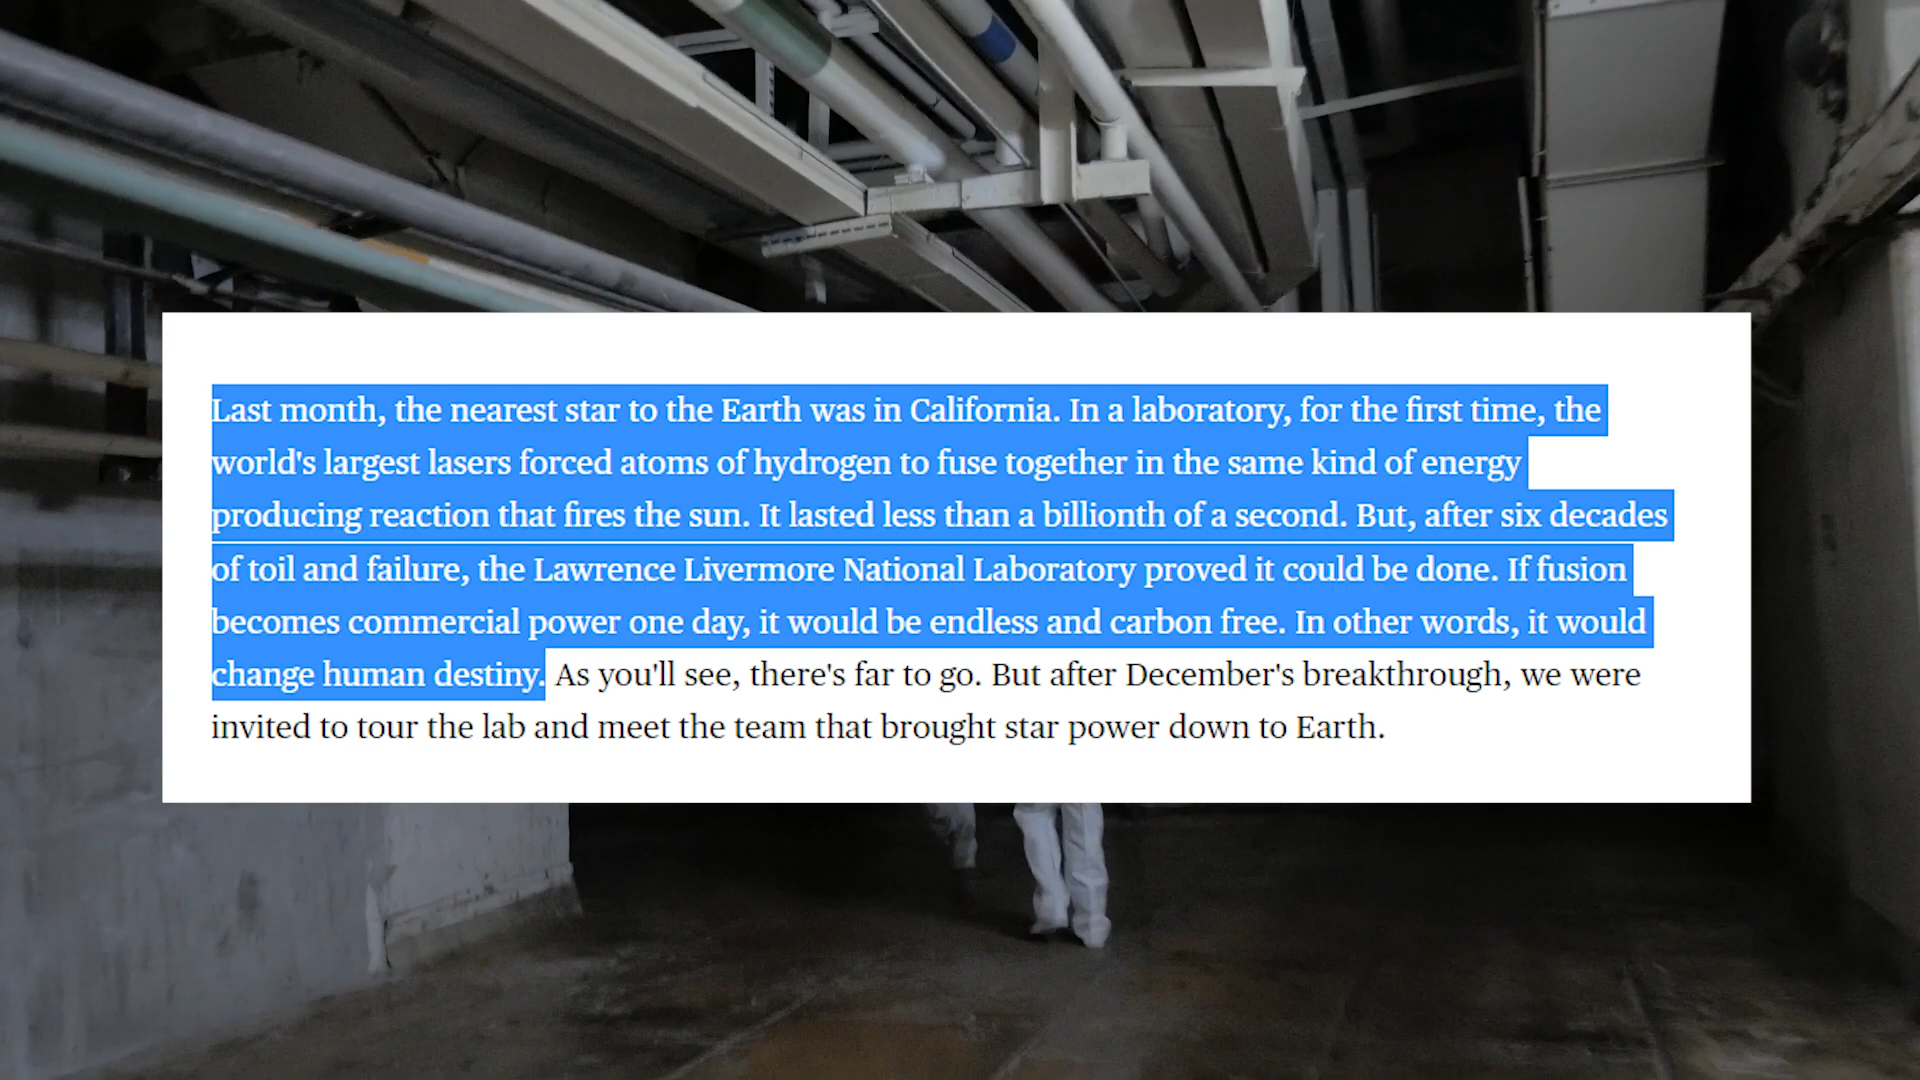 Last month, the nearest star to the Earth was in California. In a laboratory, for the first time, the
world's largest lasers forced atoms of hydrogen to fuse together in the same kind of energy
producing reaction that fires the sun. It lasted less than a billionth of a second. But, after six decades
of toil and failure, the Lawrence Livermore National Laboratory proved it could be done. If fusion
becomes commercial power one day, it would be endless and carbon free. In other words, it would
change human destiny. As you'll see, there's far to go. But after December's breakthrough, we were
invited to tour the lab and meet the team that brought star power down to Earth.